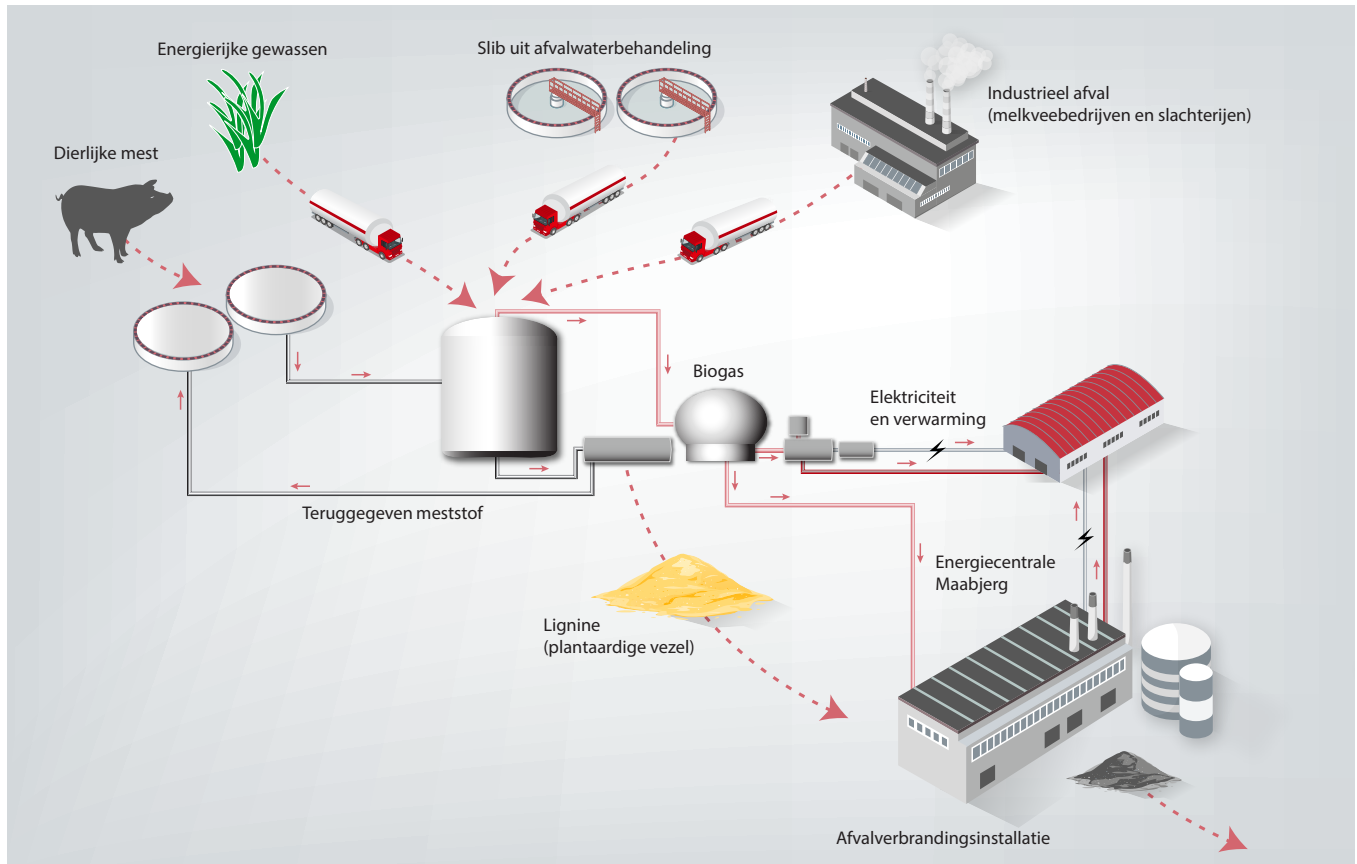 Energierijke gewassen
Slib uit afvalwaterbehandeling
Industrieel afval
(melkveebedrijven en slachterijen)
Dierlijke mest
Biogas
Elektriciteit
en verwarming
Teruggegeven meststof
Energiecentrale
Maabjerg
Lignine
(plantaardige vezel)
Afvalverbrandingsinstallatie